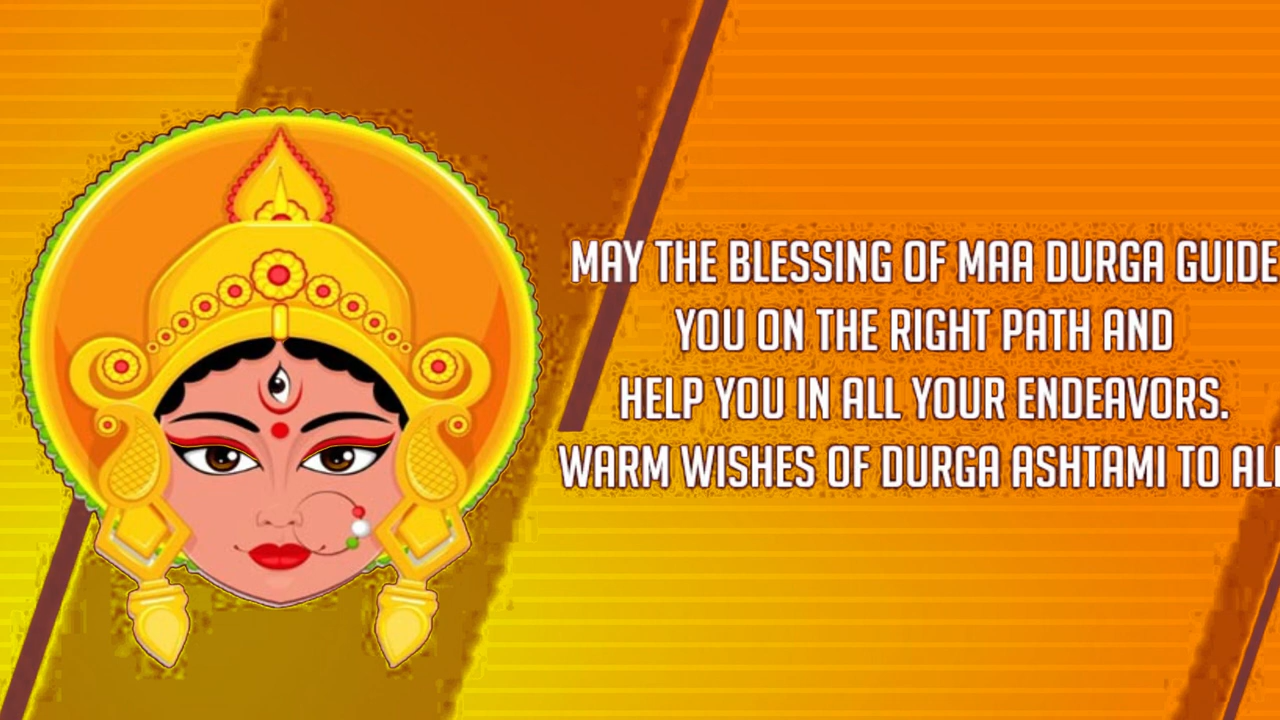 MAY THE BLESSING OF MAA DURGA GUIDE
YOU ON THE RIGHT PATH AND
HELP YOU IN ALL YOUR ENDEAVORS.
WARM WISHES OF DURGA ASHTAMI TO ALL